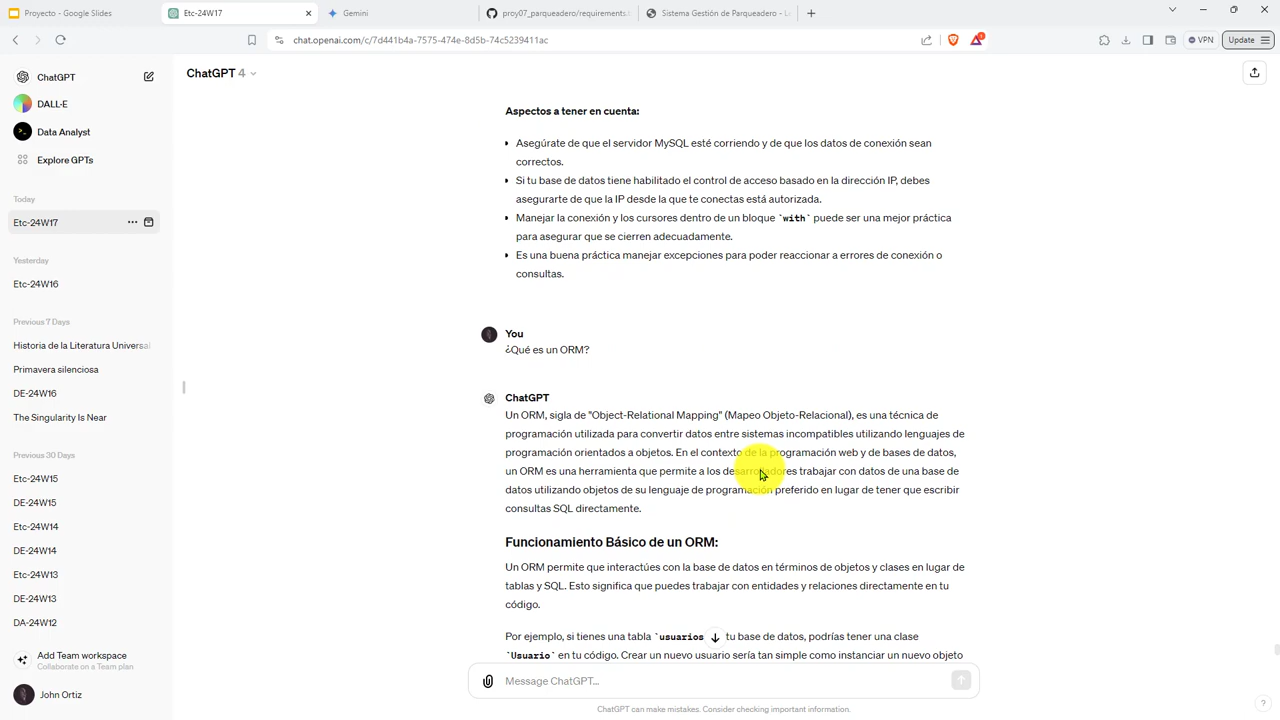 Proyecto - Google Slides
Etc-24W17
Gemini
proy07_parqueadero/requirements.t
Sistema Gestión de Parqueadero - Le
chat.openai.com/c/7d441b4a-7575-474e-8d5b-74c5239411ac
VPN
Update
ChatGPT
DALL·E
Data Analyst
Explore GPTs
Today
Etc-24W17
Yesterday
Etc-24W16
Previous 7 Days
Historia de la Literatura Universal
Primavera silenciosa
DE-24W16
The Singularity Is Near
Previous 30 Days
Etc-24W15
DE-24W15
Etc-24W14
DE-24W14
Etc-24W13
DE-24W13
DA-24W12
Add Team workspace
Collaborate on a Team plan
John Ortiz
ChatGPT 4
Aspectos a tener en cuenta:
Asegúrate de que el servidor MySQL esté corriendo y de que los datos de conexión sean
correctos.
Si tu base de datos tiene habilitado el control de acceso basado en la dirección IP, debes
asegurarte de que la IP desde la que te conectas está autorizada.
Manejar la conexión y los cursores dentro de un bloque `with` puede ser una mejor práctica
para asegurar que se cierren adecuadamente.
Es una buena práctica manejar excepciones para poder reaccionar a errores de conexión o
consultas.
You
¿Qué es un ORM?
ChatGPT
Un ORM, sigla de "Object-Relational Mapping" (Mapeo Objeto-Relacional), es una técnica de
programación utilizada para convertir datos entre sistemas incompatibles utilizando lenguajes de
programación orientados a objetos. En el contexto de la programación web y de bases de datos,
un ORM es una herramienta que permite a los desarrolladores trabajar con datos de una base de
datos utilizando objetos de su lenguaje de programación preferido en lugar de tener que escribir
consultas SQL directamente.
Funcionamiento Básico de un ORM:
Un ORM permite que interactúes con la base de datos en términos de objetos y clases en lugar de
tablas y SQL. Esto significa que puedes trabajar con entidades y relaciones directamente en tu
código.
Por ejemplo, si tienes una tabla `usuarios tu base de datos, podrías tener una clase
`Usuario` en tu código. Crear un nuevo usuario sería tan simple como instanciar un nuevo objeto
Message ChatGPT...
ChatGPT can make mistakes. Consider checking important information.
?